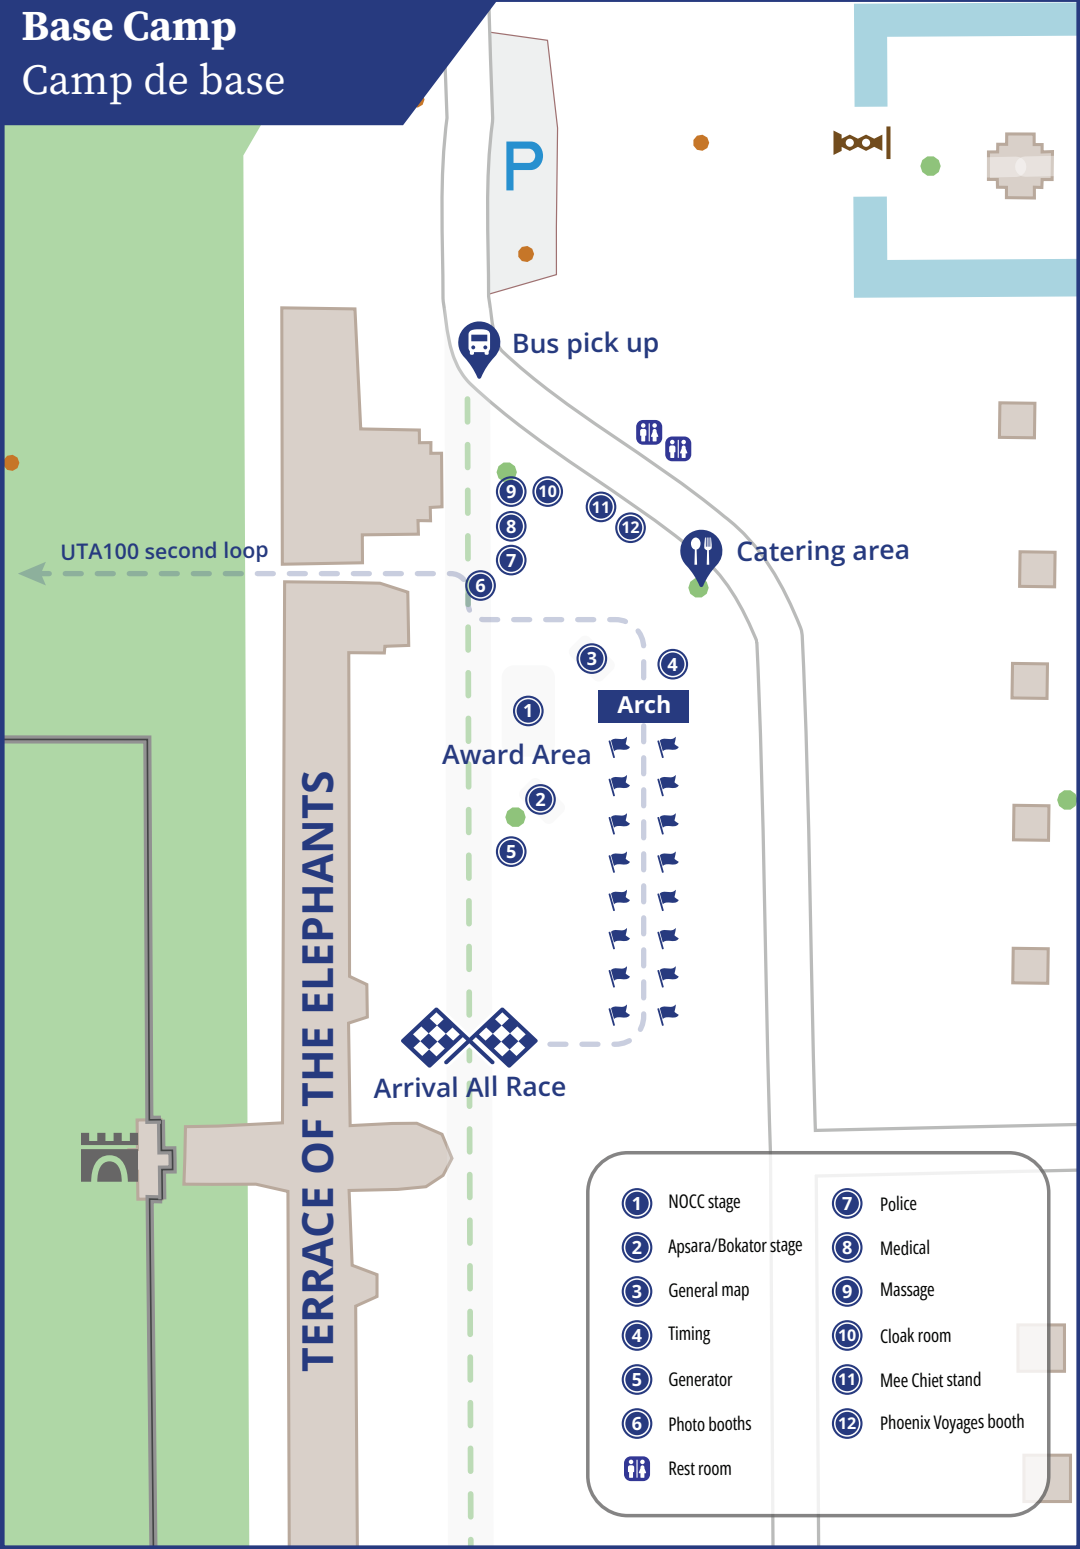 Base Camp
Camp de base
P
Bus pick up
9
10
11
12
8
7
6
Catering area
UTA100 second loop
3
4
1
Arch
Award Area
2
5
TERRACE OF THE ELEPHANTS
Arrival All Race
1 NOCC stage
2 Apsara/Bokator stage
3 General map
4 Timing
5 Generator
6 Photo booths
Rest room
7 Police
8 Medical
9 Massage
10 Cloak room
11 Mee Chiet stand
12 Phoenix Voyages booth